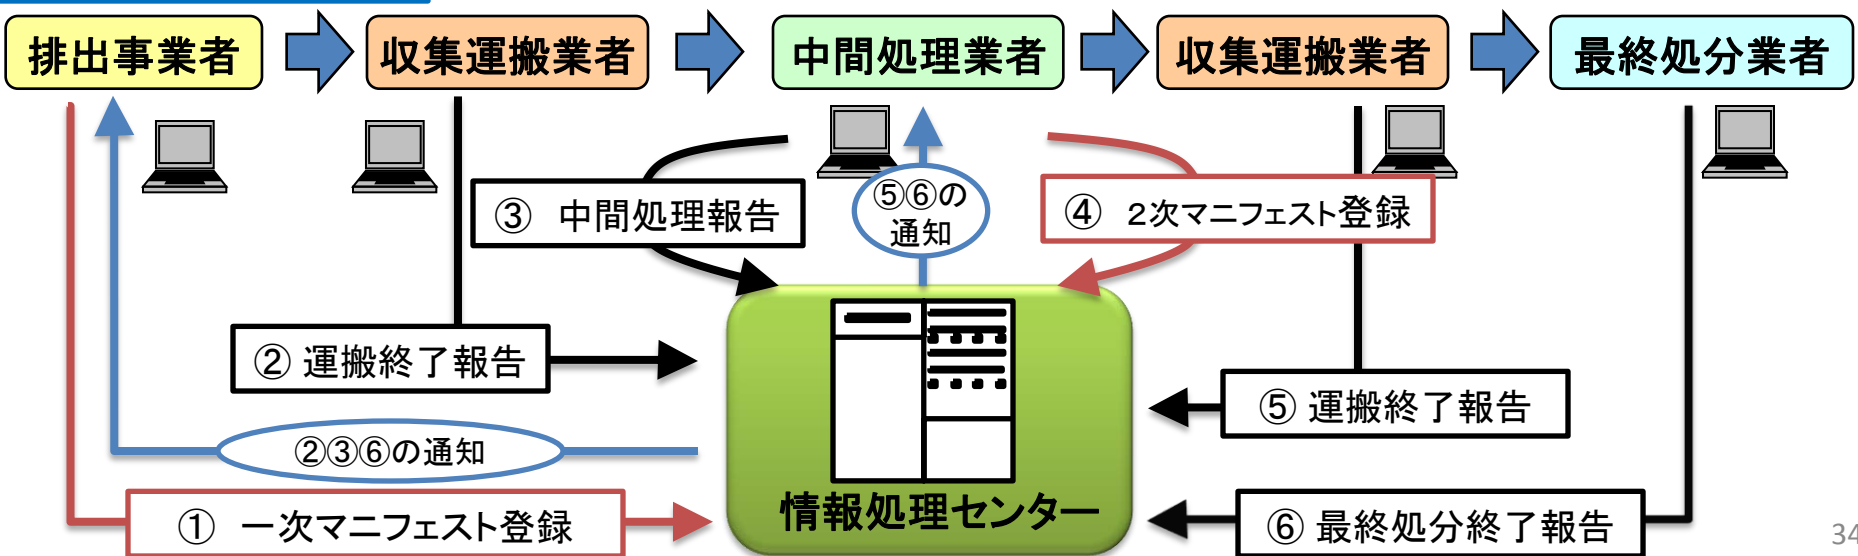 排出事業者
収集運搬業者
中間処理業者
収集運搬業者
最終処分業者
③　中間処理報告
⑤⑥の
通知
④　２次マニフェスト登録
② 運搬終了報告
⑤ 運搬終了報告
②③⑥の通知
情報処理センター
①　一次マニフェスト登録
⑥ 最終処分終了報告
34